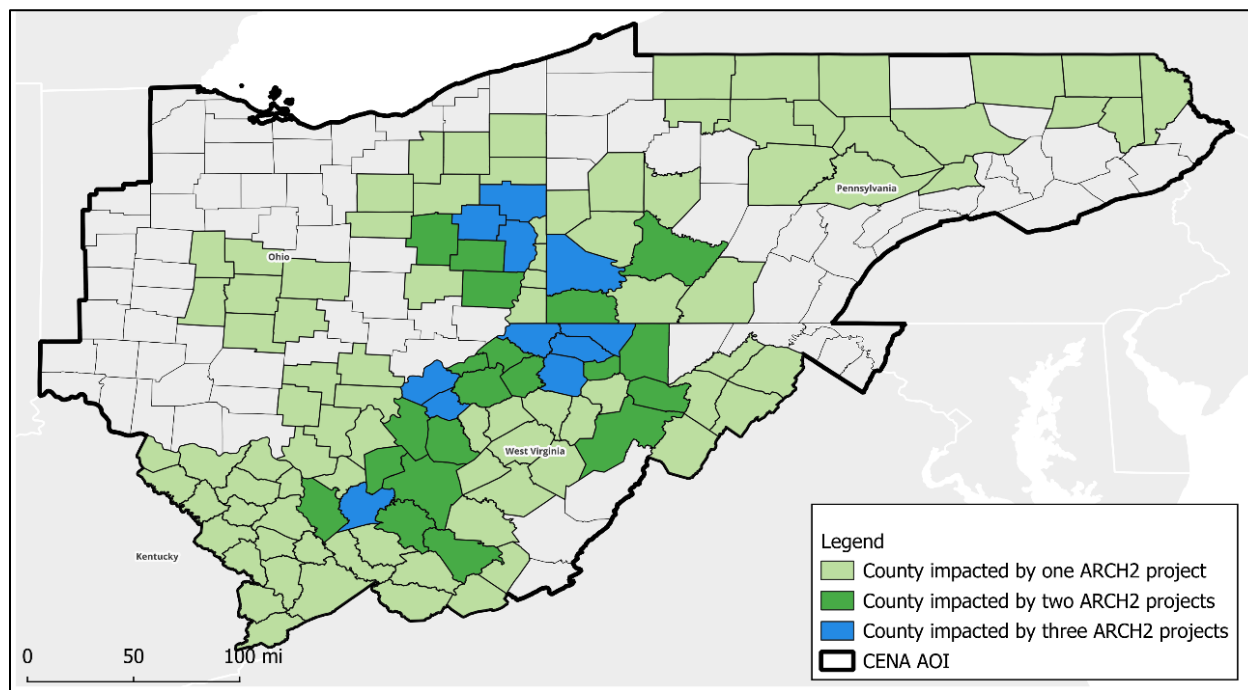 Pennsylvania
Ohio
West Virginia
Kentucky
0 50 100 mi
Legend
County impacted by one ARCH2 project
County impacted by two ARCH2 projects
County impacted by three ARCH2 projects
CENA AOI